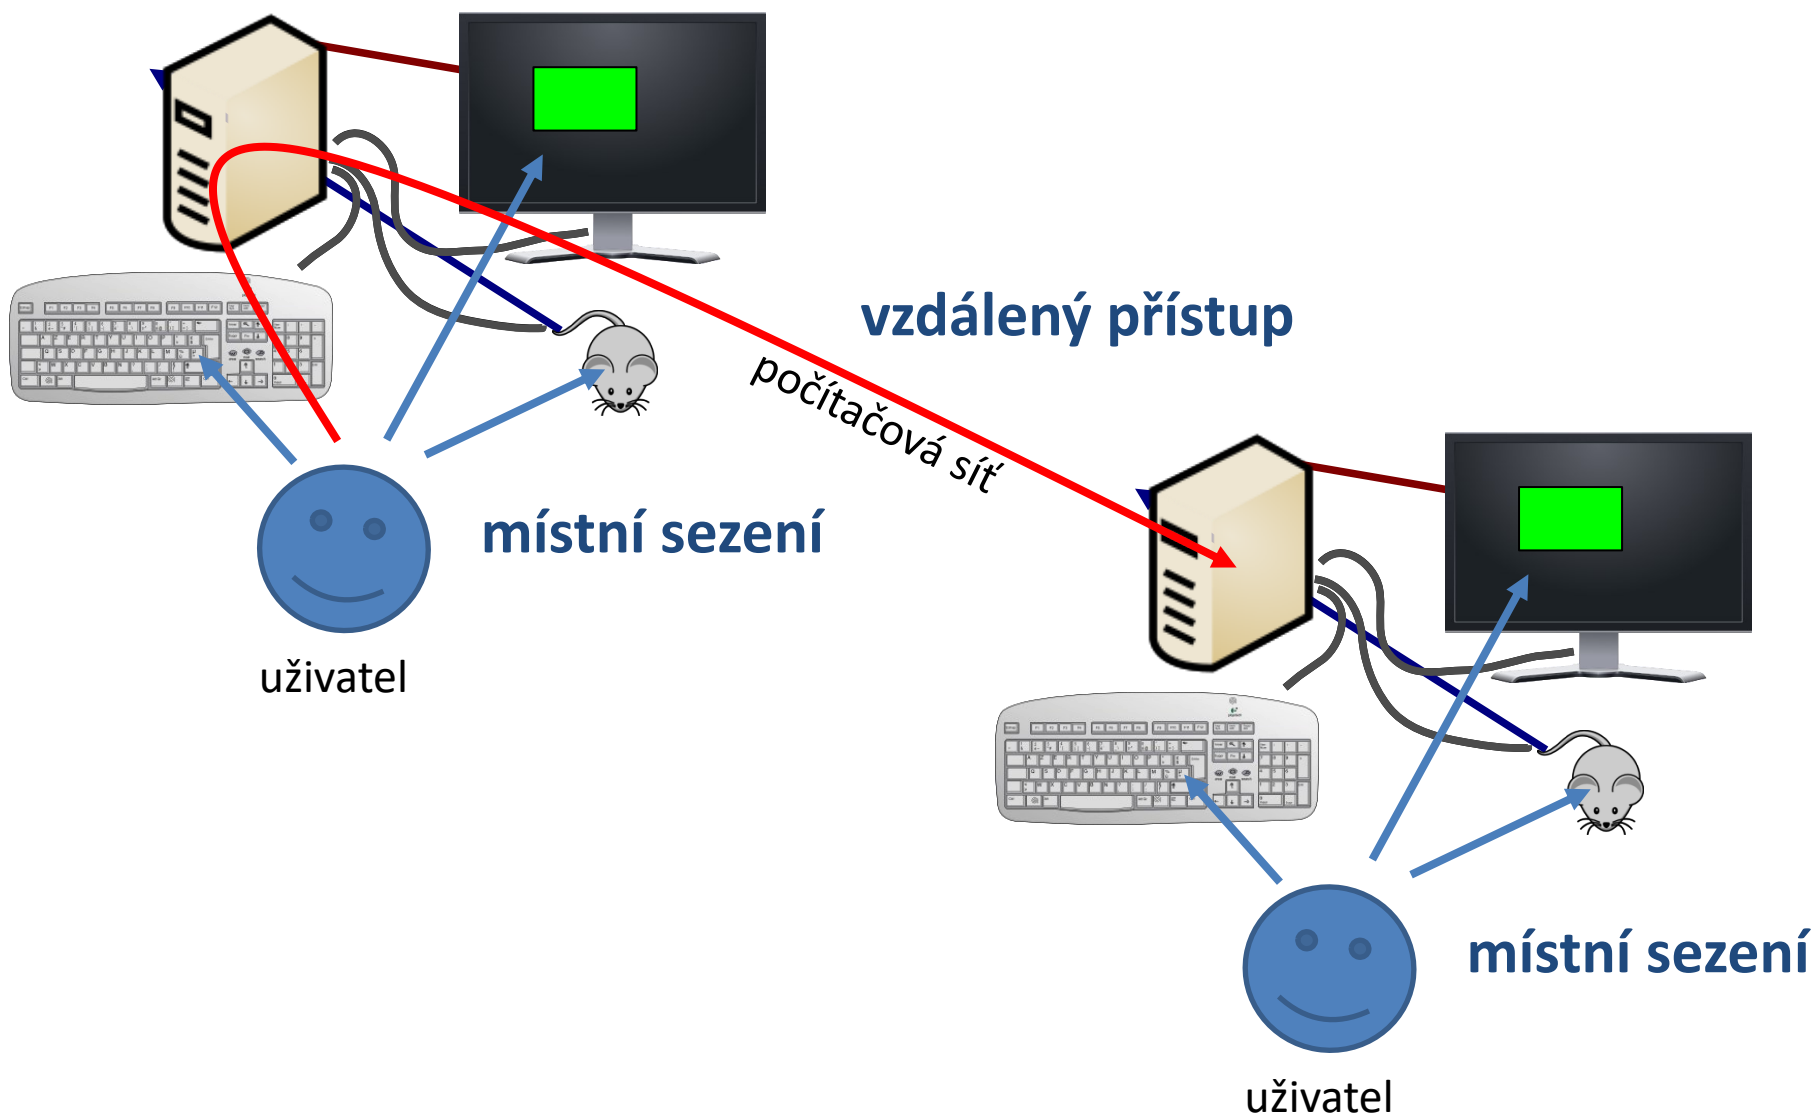 vzdálený přístup
počítačová síť
místní sezení
uživatel
místní sezení
uživatel